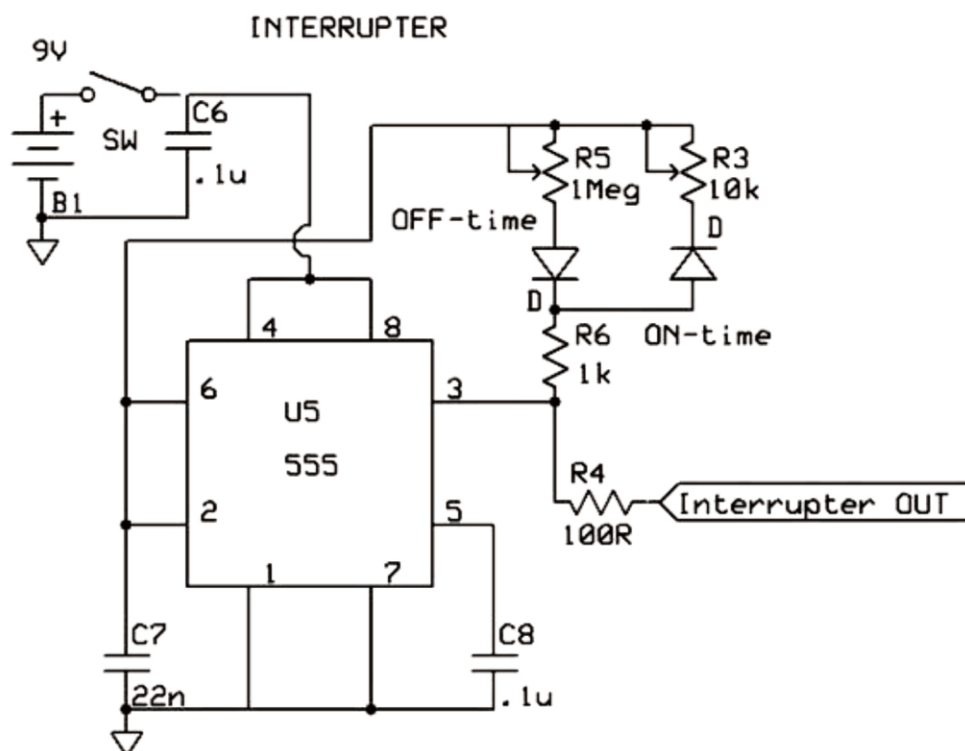 INTERRUPTER
9V
+
SW
C6
.1u
B1
R5
1Meg
R3
10k
OFF-time
D
D
ON-time
R6
1k
4
8
6
3
U5
555
2
5
1
7
R4
100R
Interrupter OUT
C7
22n
C8
.1u